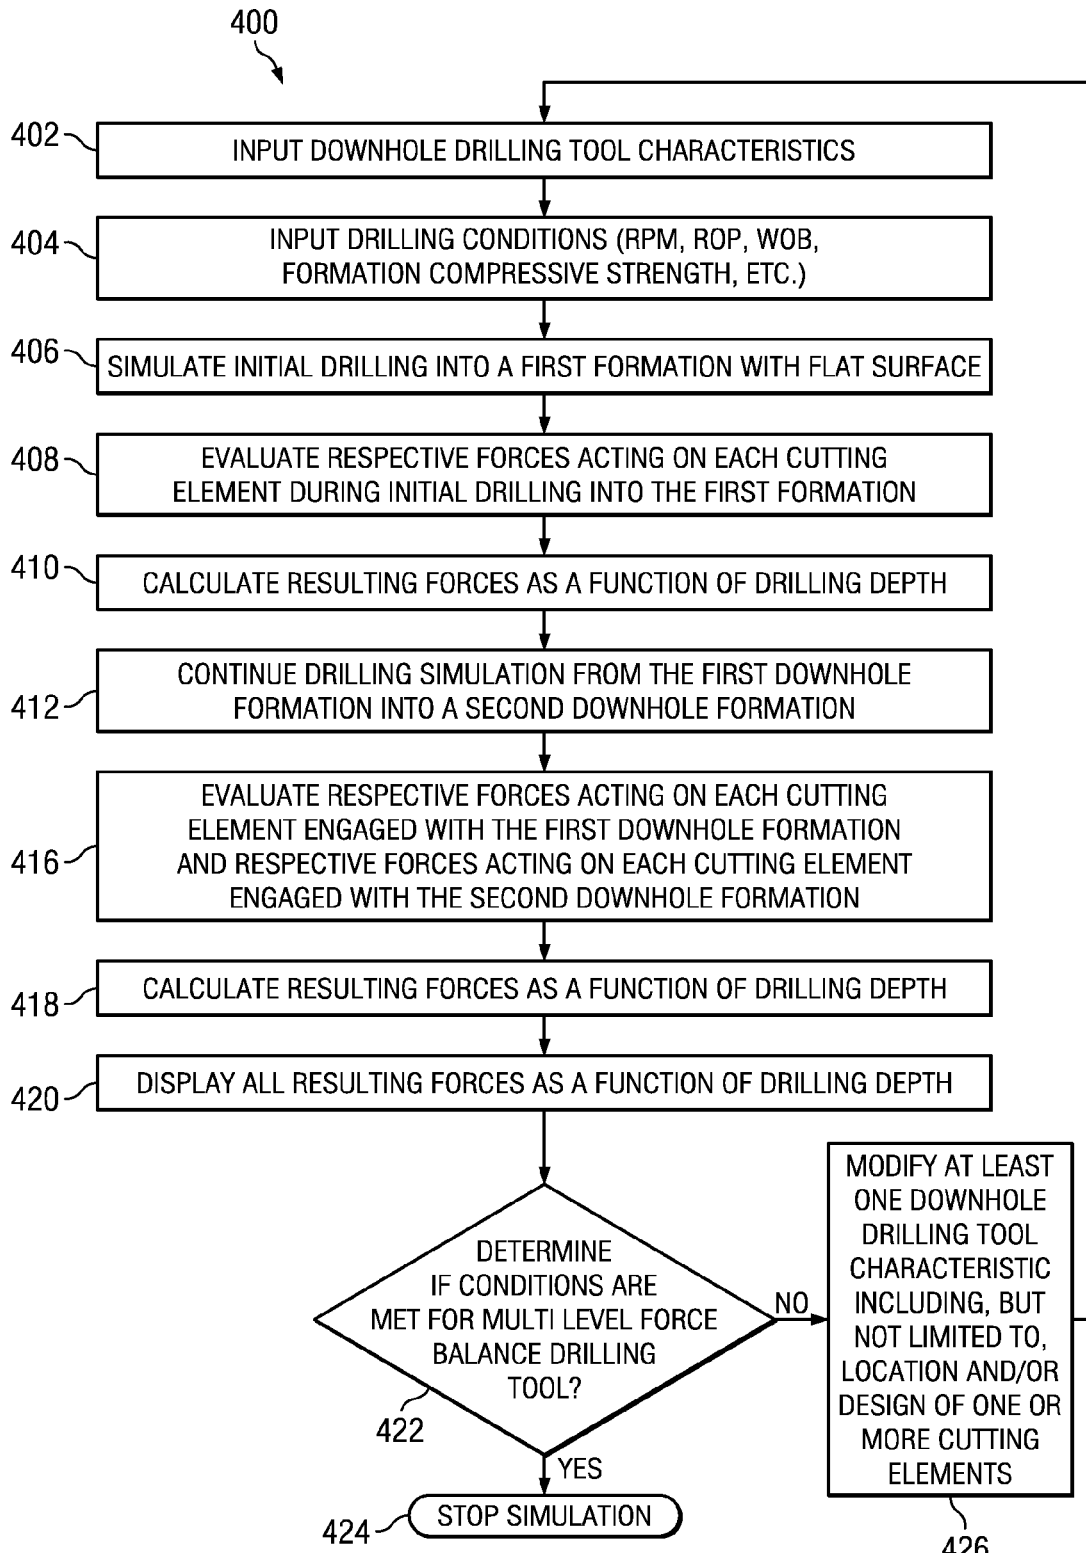 400
402
INPUT DOWNHOLE DRILLING TOOL CHARACTERISTICS
404
INPUT DRILLING CONDITIONS (RPM, ROP, WOB,
FORMATION COMPRESSIVE STRENGTH, ETC.)
406
SIMULATE INITIAL DRILLING INTO A FIRST FORMATION WITH FLAT SURFACE
408
EVALUATE RESPECTIVE FORCES ACTING ON EACH CUTTING
ELEMENT DURING INITIAL DRILLING INTO THE FIRST FORMATION
410
CALCULATE RESULTING FORCES AS A FUNCTION OF DRILLING DEPTH
412
CONTINUE DRILLING SIMULATION FROM THE FIRST DOWNHOLE
FORMATION INTO A SECOND DOWNHOLE FORMATION
416
EVALUATE RESPECTIVE FORCES ACTING ON EACH CUTTING
ELEMENT ENGAGED WITH THE FIRST DOWNHOLE FORMATION
AND RESPECTIVE FORCES ACTING ON EACH CUTTING ELEMENT
ENGAGED WITH THE SECOND DOWNHOLE FORMATION
418
CALCULATE RESULTING FORCES AS A FUNCTION OF DRILLING DEPTH
420
DISPLAY ALL RESULTING FORCES AS A FUNCTION OF DRILLING DEPTH
DETERMINE
IF CONDITIONS ARE
MET FOR MULTI LEVEL FORCE
BALANCE DRILLING
TOOL?
422
NO
MODIFY AT LEAST
ONE DOWNHOLE
DRILLING TOOL
CHARACTERISTIC
INCLUDING, BUT
NOT LIMITED TO,
LOCATION AND/OR
DESIGN OF ONE OR
MORE CUTTING
ELEMENTS
426
YES
424
STOP SIMULATION